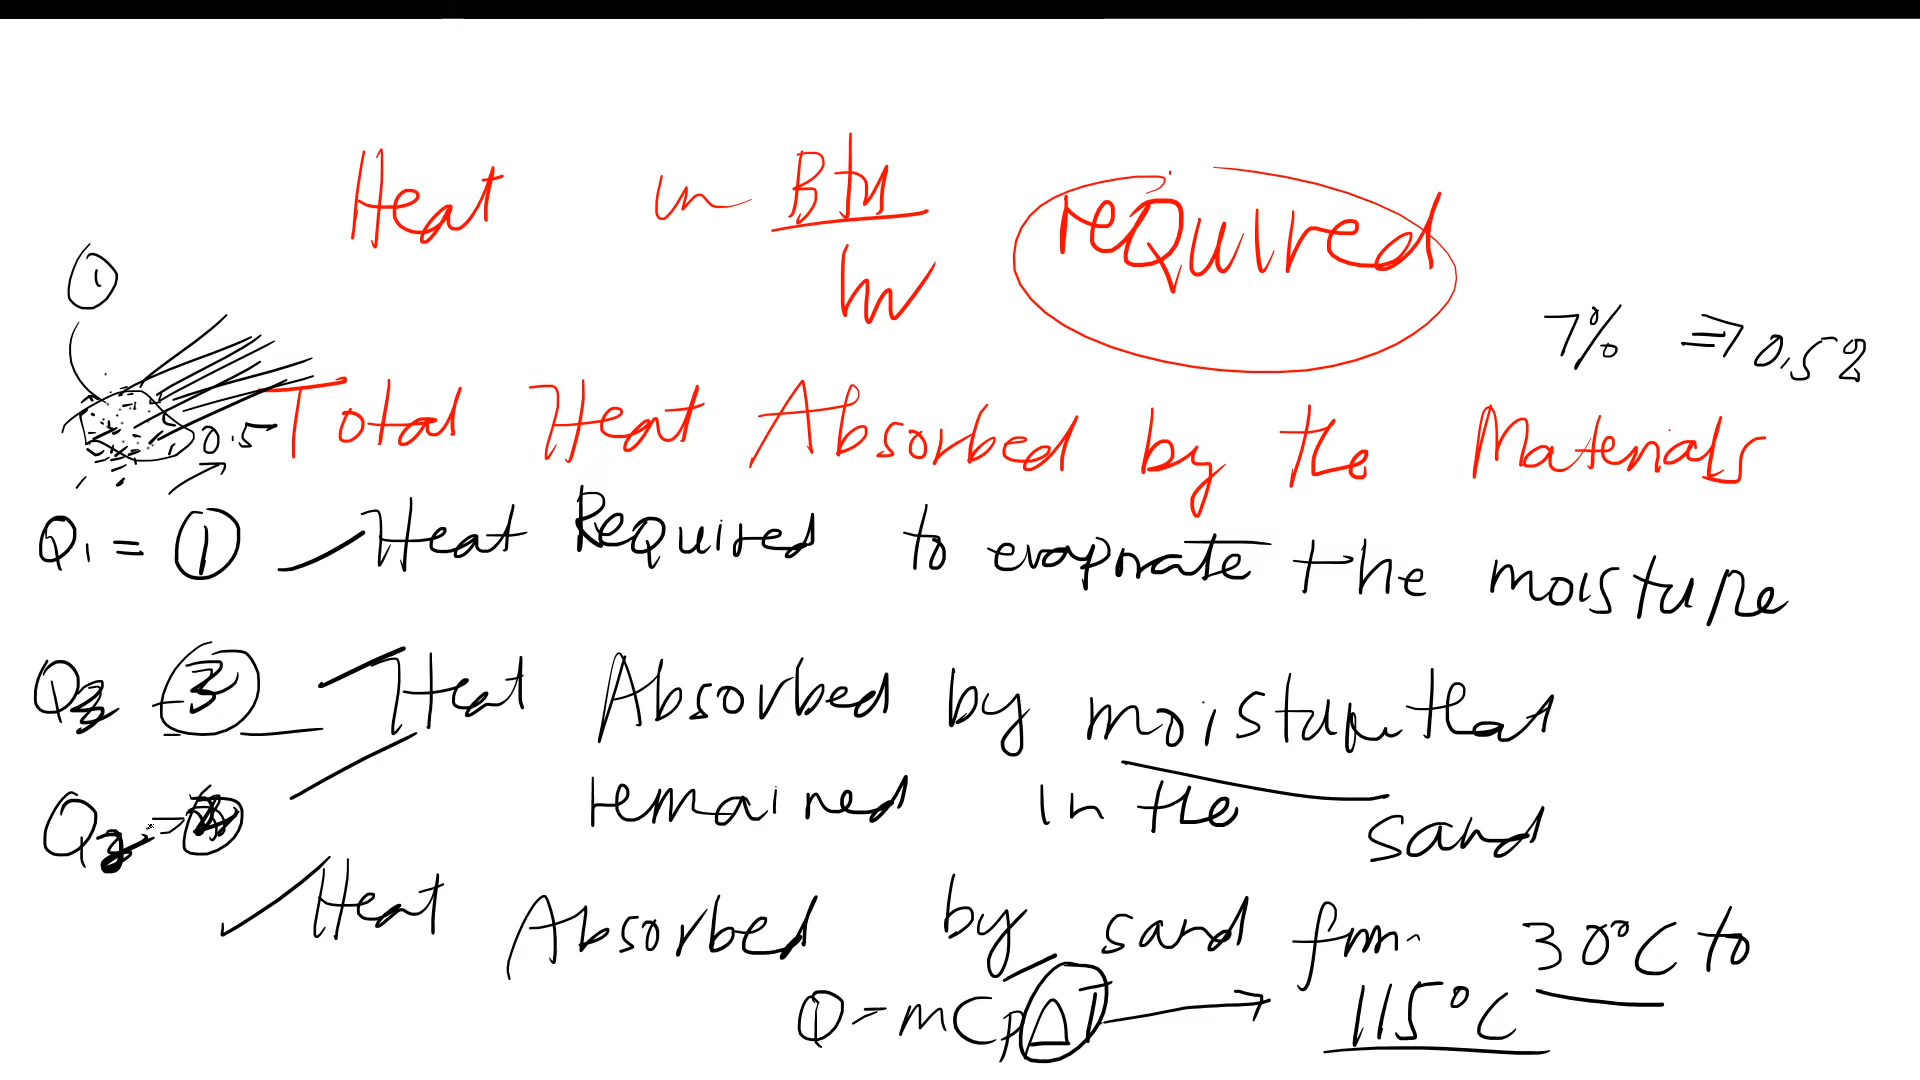 Heat in Btu/hr required
①
7% ⇒ 0.52
Total Heat Absorbed by the Materials
0.5
Q1 = ① Heat Required to evaporate the moisture
Q3 = ③ Heat Absorbed by moisture that
remained in the sand
Heat Absorbed by sand from 30°C to
Q = mCpΔT → 115°C